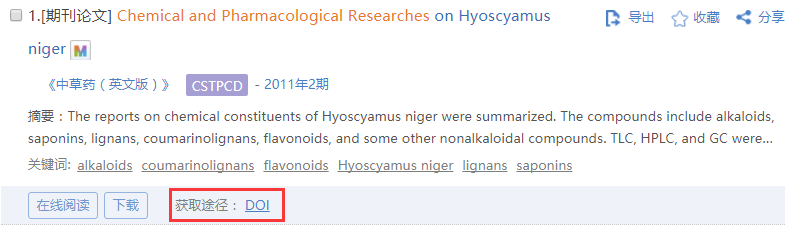 1.[期刊论文] Chemical and Pharmacological Researches on Hyoscyamus niger M
导出 收藏 分享
《中草药（英文版）》 CSTPCD - 2011年2期
摘要：The reports on chemical constituents of Hyoscyamus niger were summarized. The compounds include alkaloids,
saponins, lignans, coumarinolignans, flavonoids, and some other nonalkaloidal compounds. TLC, HPLC, and GC were...
关键词: alkaloids coumarinolignans flavonoids Hyoscyamus niger lignans saponins
在线阅读 下载 获取途径： DOI